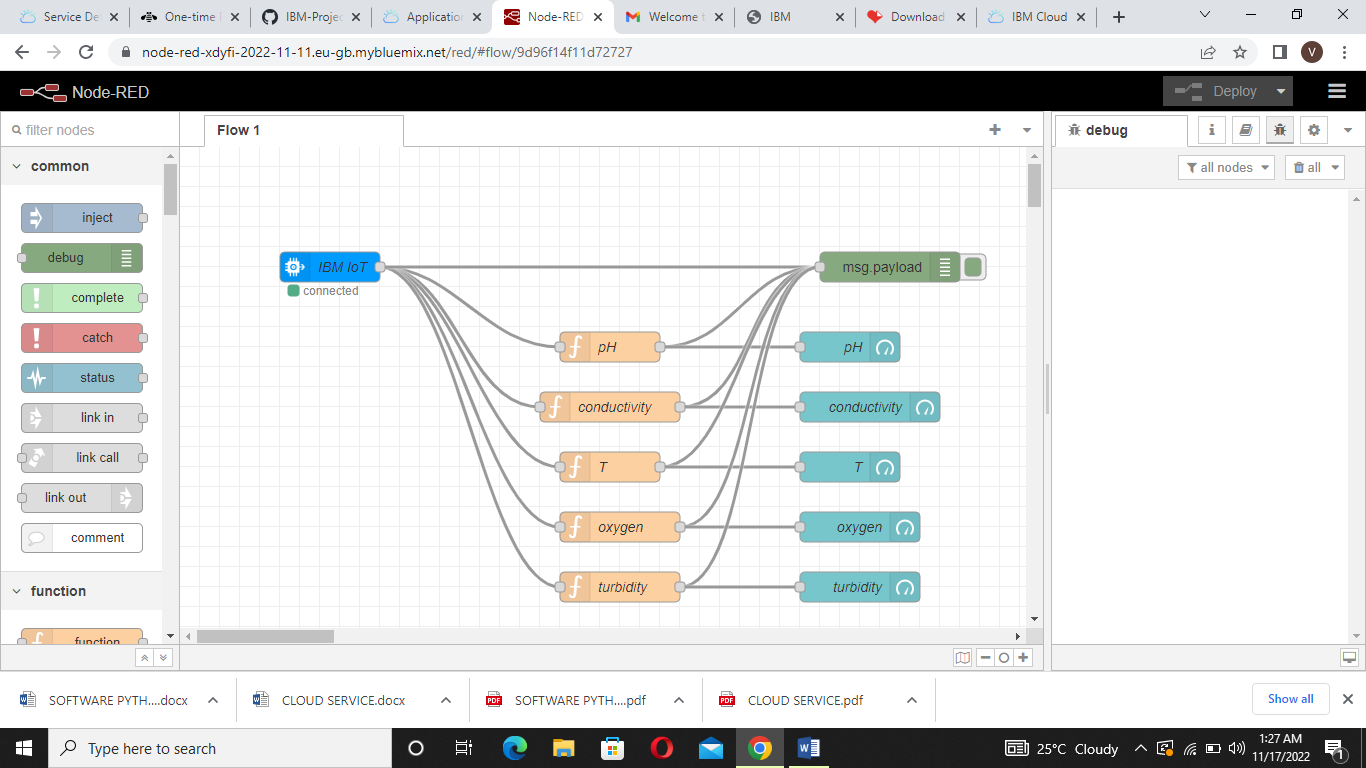 Service De
One-time
IBM-Projec
Application
Node-RED
Welcome t
IBM
Download
IBM Cloud
node-red-xdyfi-2022-11-11.eu-gb.mybluemix.net/red/#flow/9d96f14f11d72727
V
Node-RED
Deploy
filter nodes
Flow 1
debug
all nodes
all
common
inject
debug
complete
catch
status
link in
link call
link out
comment
function
function
IBM IoT
connected
msg.payload
pH
pH
conductivity
conductivity
T
T
oxygen
oxygen
turbidity
turbidity
SOFTWARE PYTH....docx
CLOUD SERVICE.docx
SOFTWARE PYTH....pdf
CLOUD SERVICE.pdf
Show all
Type here to search
25°C Cloudy
1:27 AM
11/17/2022
1